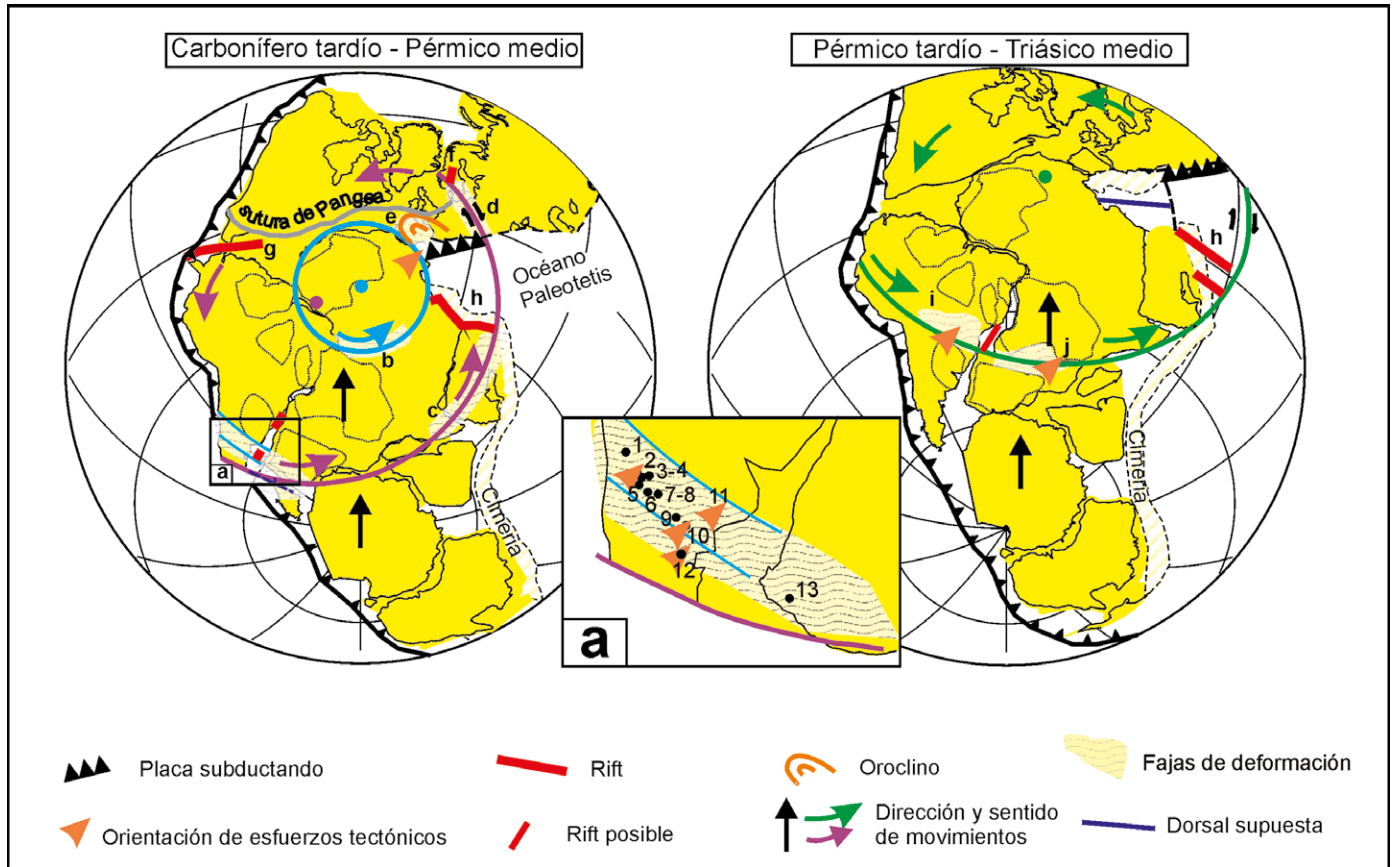 Carbonífero tardío - Pérmico medio
Pérmico tardío - Triásico medio
f
sutura de Pangea
e
d
g
Océano
Paleotetis
h
b
c
a
Cimeria
h
i
j
Cimeria
1
2
3-4
5
6
7-8
11
9
10
12
13
a
Placa subductando
Rift
Oroclino
Fajas de deformación
Orientación de esfuerzos tectónicos
Rift posible
Dirección y sentido
de movimientos
Dorsal supuesta